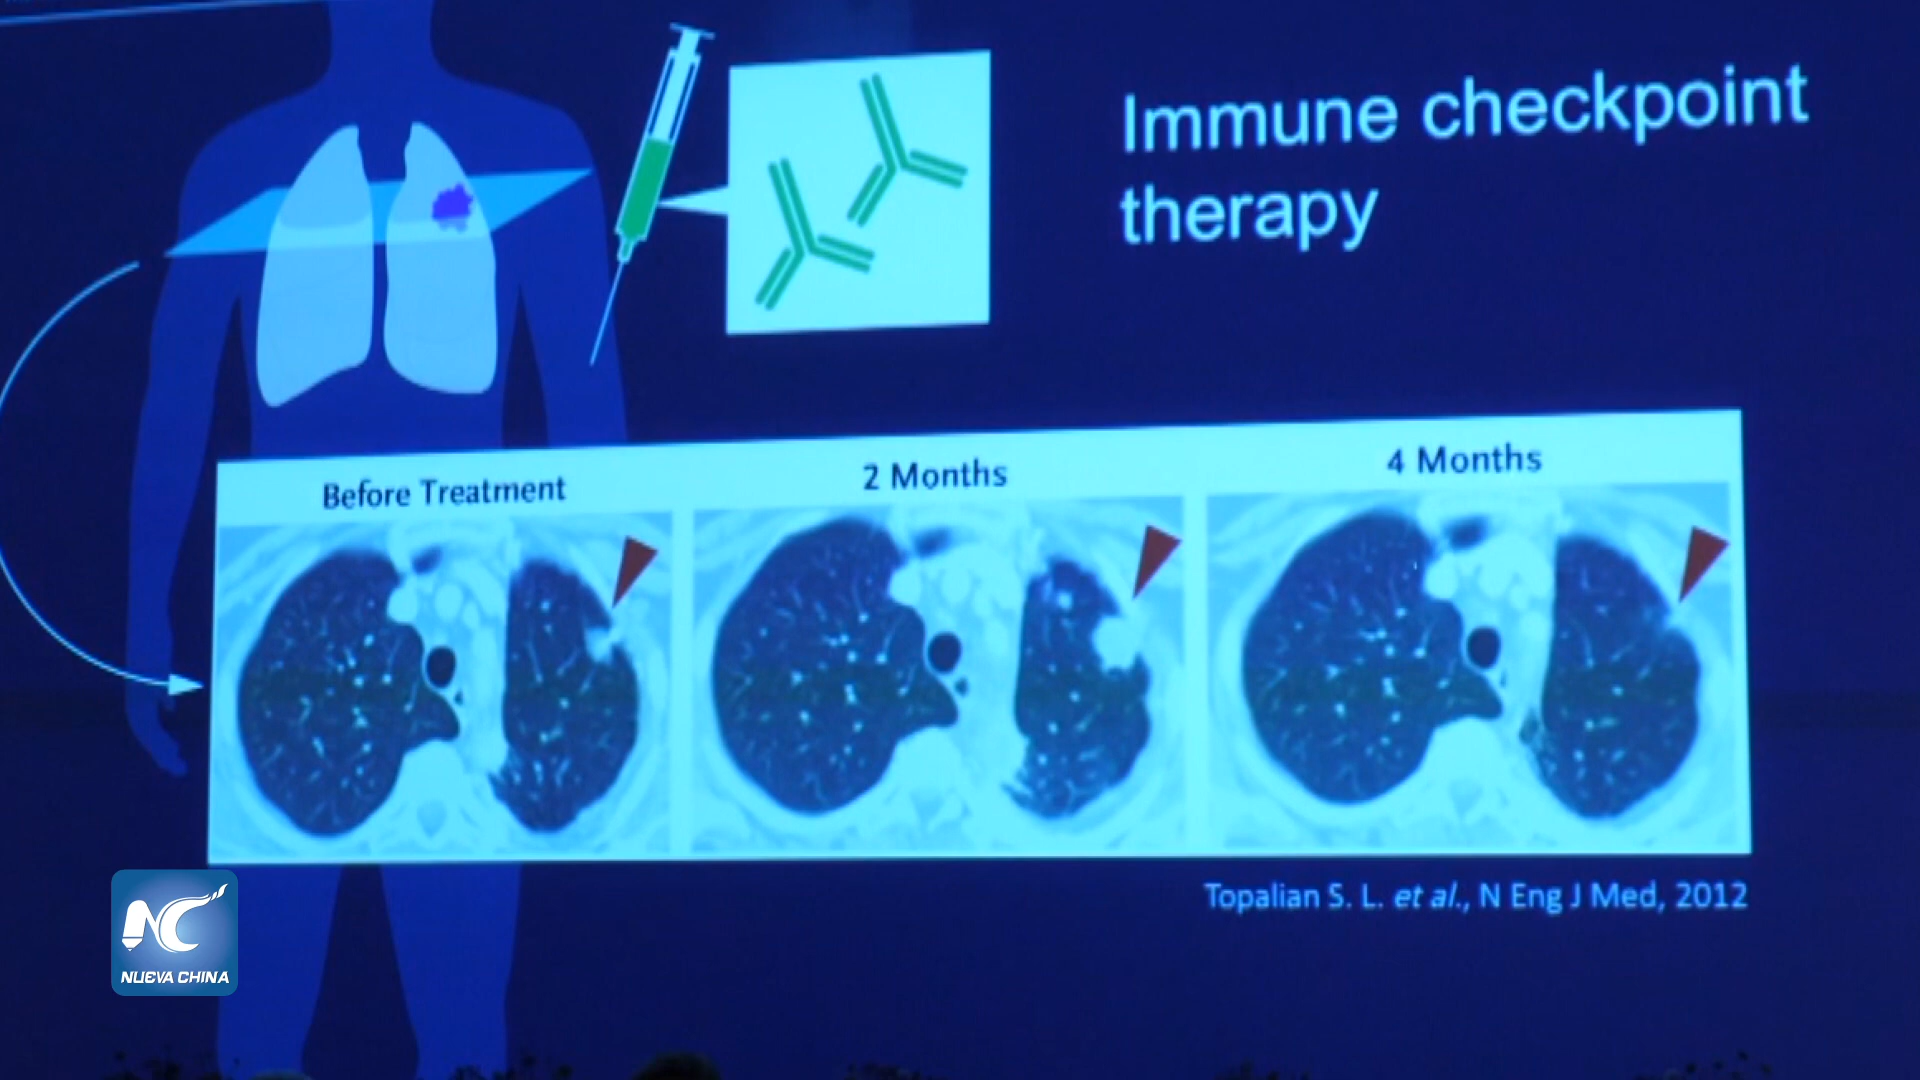 Immune checkpoint
therapy
Before Treatment
2 Months
4 Months
Topalian S. L. et al., N Eng J Med, 2012
NC
NUEVA CHINA